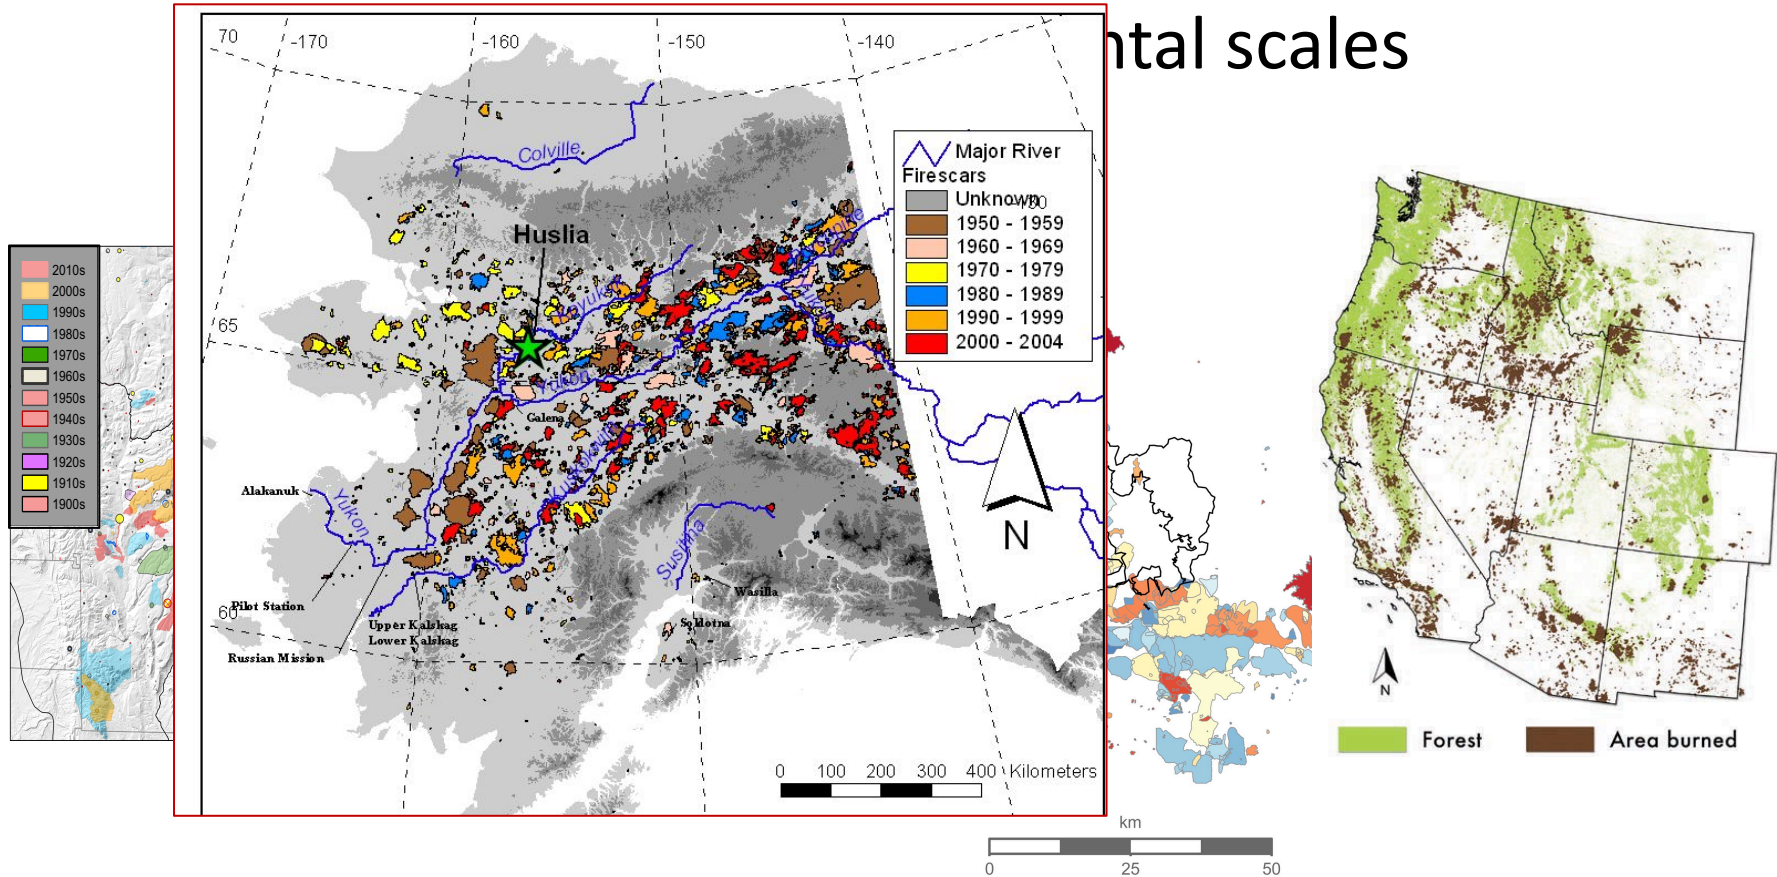 ntal scales
70
-170
-160
-150
-140
Colville
Major River
Firescars
Unknown
1950 - 1959
1960 - 1969
1970 - 1979
1980 - 1989
1990 - 1999
2000 - 2004
Huslia
65
Yukon
Galena
Kuskokwim
Alakanuk
Yukon
Susitna
N
Pilot Station
Wasilla
60
Upper Kalskag
Lower Kalskag
Soldotna
Russian Mission
0 100 200 300 400 Kilometers
2010s
2000s
1990s
1980s
1970s
1960s
1950s
1940s
1930s
1920s
1910s
1900s
km
0 25 50
N
Forest
Area burned